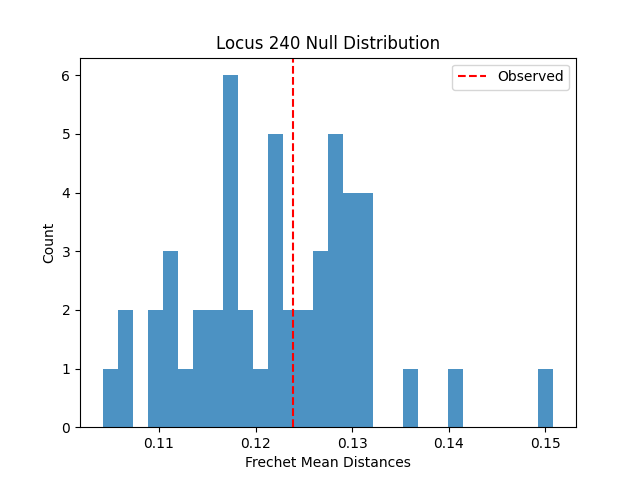 Locus 240 Null Distribution
Observed
6
5
4
3
2
1
0
Count
0.11 0.12 0.13 0.14 0.15
Frechet Mean Distances